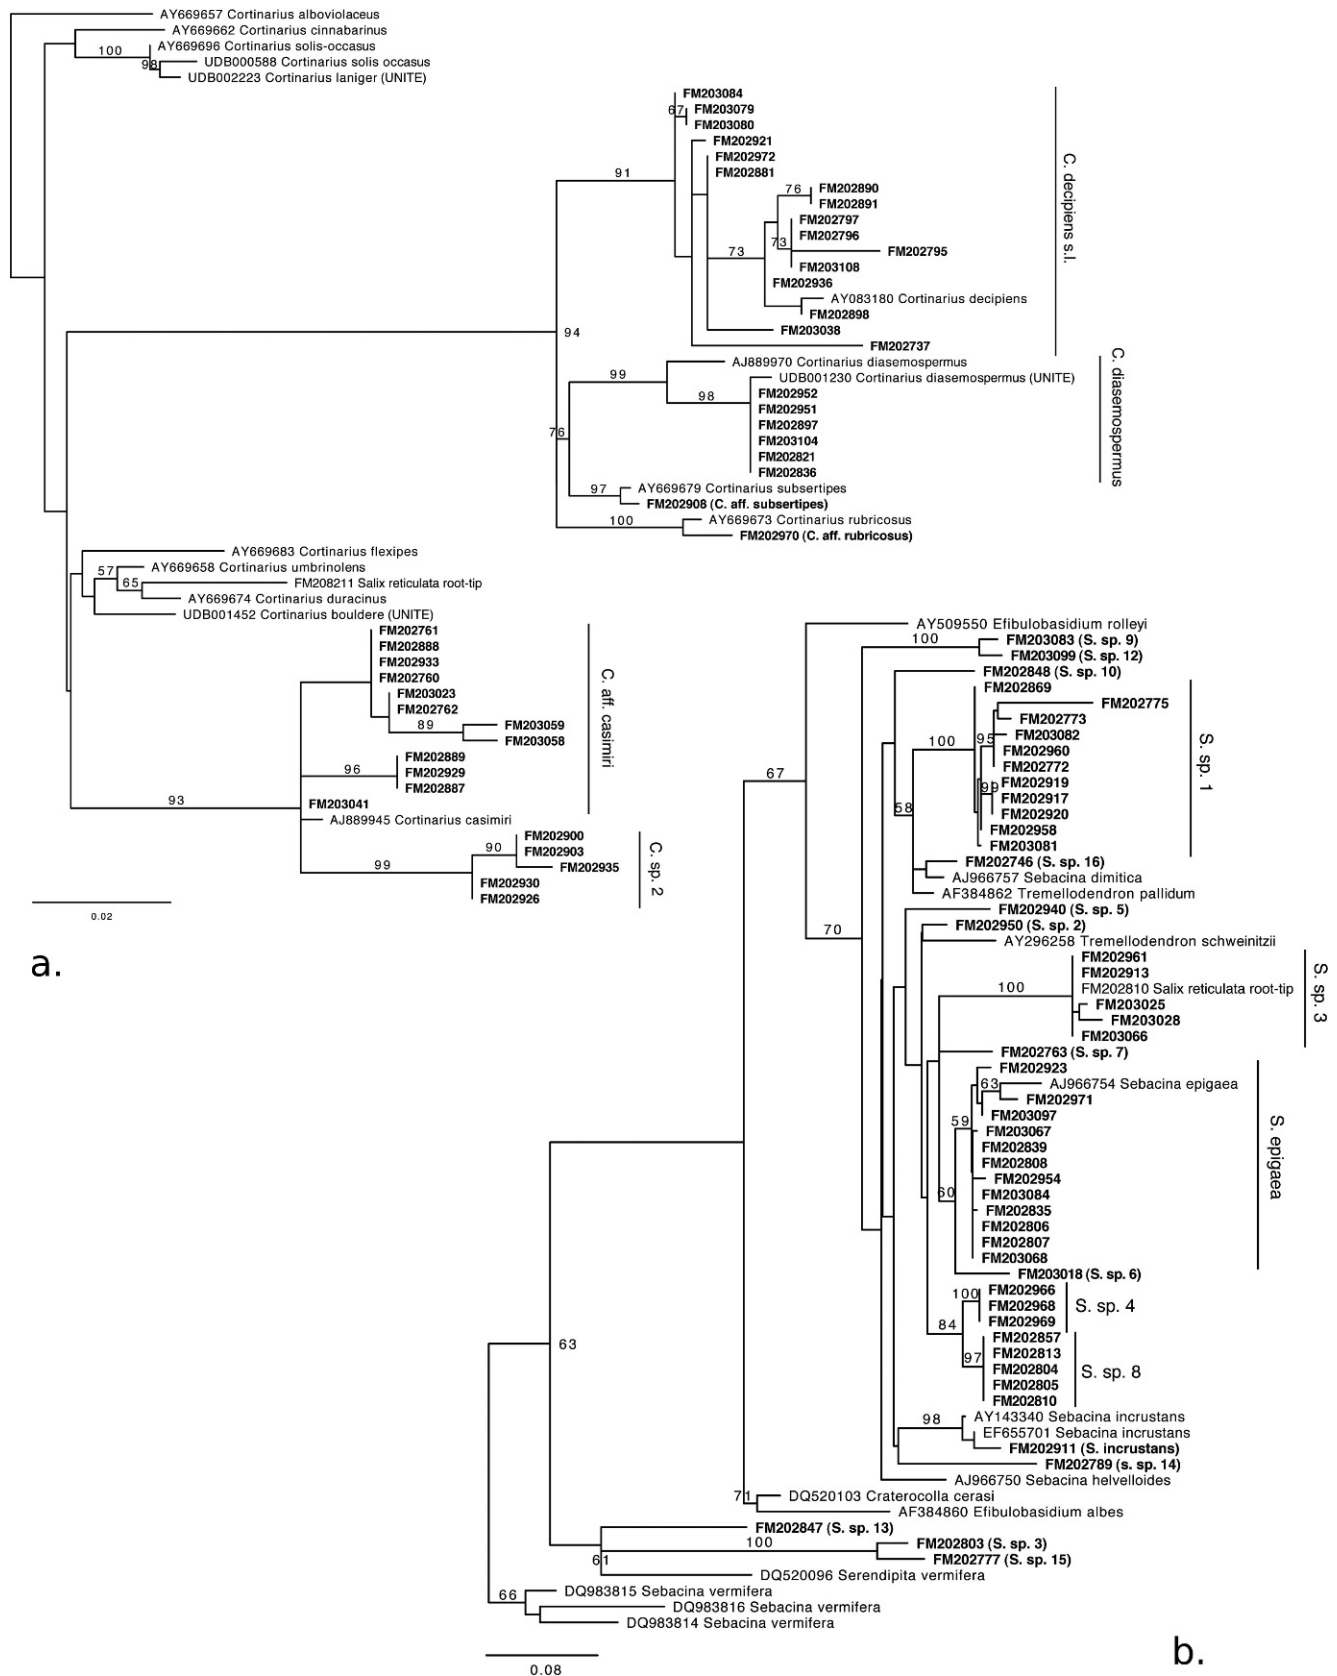 AY669657 Cortinarius alboviolaceus
AY669662 Cortinarius cinnabarinus
AY669696 Cortinarius solis-occasus
100
UDB000588 Cortinarius solis occasus
98
UDB002223 Cortinarius laniger (UNITE)
FM203084
67
FM203079
FM203080
FM202921
FM202972
FM202881
91
76
FM202890
FM202891
FM202797
FM202796
73
73
FM202795
FM203108
FM202936
AY083180 Cortinarius decipiens
FM202898
FM203038
FM202737
C. decipiens s.l.
94
AJ889970 Cortinarius diasemospermus
99
UDB001230 Cortinarius diasemospermus (UNITE)
98
FM202952
FM202951
FM202897
FM203104
FM202821
FM202836
C. diasemospermus
76
97
AY669679 Cortinarius subsertipes
FM202908 (C. aff. subsertipes)
100
AY669673 Cortinarius rubricosus
FM202970 (C. aff. rubricosus)
AY669683 Cortinarius flexipes
57
AY669658 Cortinarius umbrinolens
65
FM208211 Salix reticulata root-tip
AY669674 Cortinarius duracinus
UDB001452 Cortinarius bouldere (UNITE)
FM202761
FM202888
FM202933
FM202760
FM203023
FM202762
89
FM203059
FM203058
FM202889
96
FM202929
FM202887
93
FM203041
AJ889945 Cortinarius casimiri
C. aff. casimiri
FM202900
90
FM202903
99
FM202935
FM202930
FM202926
C. sp. 2
0.02
a.
AY509550 Efibulobasidium rolleyi
100
FM203083 (S. sp. 9)
FM203099 (S. sp. 12)
FM202848 (S. sp. 10)
FM202869
FM202775
FM202773
FM203082
100
95
FM202960
FM202772
FM202919
99
FM202917
FM202920
FM202958
FM203081
S. sp. 1
67
58
FM202746 (S. sp. 16)
AJ966757 Sebacina dimitica
AF384862 Tremellodendron pallidum
FM202940 (S. sp. 5)
FM202950 (S. sp. 2)
70
AY296258 Tremellodendron schweinitzii
FM202961
FM202913
100
FM202810 Salix reticulata root-tip
FM203025
FM203028
FM203066
S. sp. 3
FM202763 (S. sp. 7)
FM202923
63
AJ966754 Sebacina epigaea
FM202971
FM203097
59
FM203067
FM202839
FM202808
FM202954
60
FM203084
FM202835
FM202806
FM202807
FM203068
S. epigaea
FM203018 (S. sp. 6)
100
FM202966
FM202968
FM202969
S. sp. 4
84
FM202857
97
FM202813
FM202804
FM202805
FM202810
S. sp. 8
98
AY143340 Sebacina incrustans
EF655701 Sebacina incrustans
FM202911 (S. incrustans)
FM202789 (s. sp. 14)
AJ966750 Sebacina helvelloides
63
71
DQ520103 Craterocolla cerasi
AF384860 Efibulobasidium albes
FM202847 (S. sp. 13)
100
FM202803 (S. sp. 3)
61
FM202777 (S. sp. 15)
DQ520096 Serendipita vermifera
66
DQ983815 Sebacina vermifera
DQ983816 Sebacina vermifera
DQ983814 Sebacina vermifera
0.08
b.